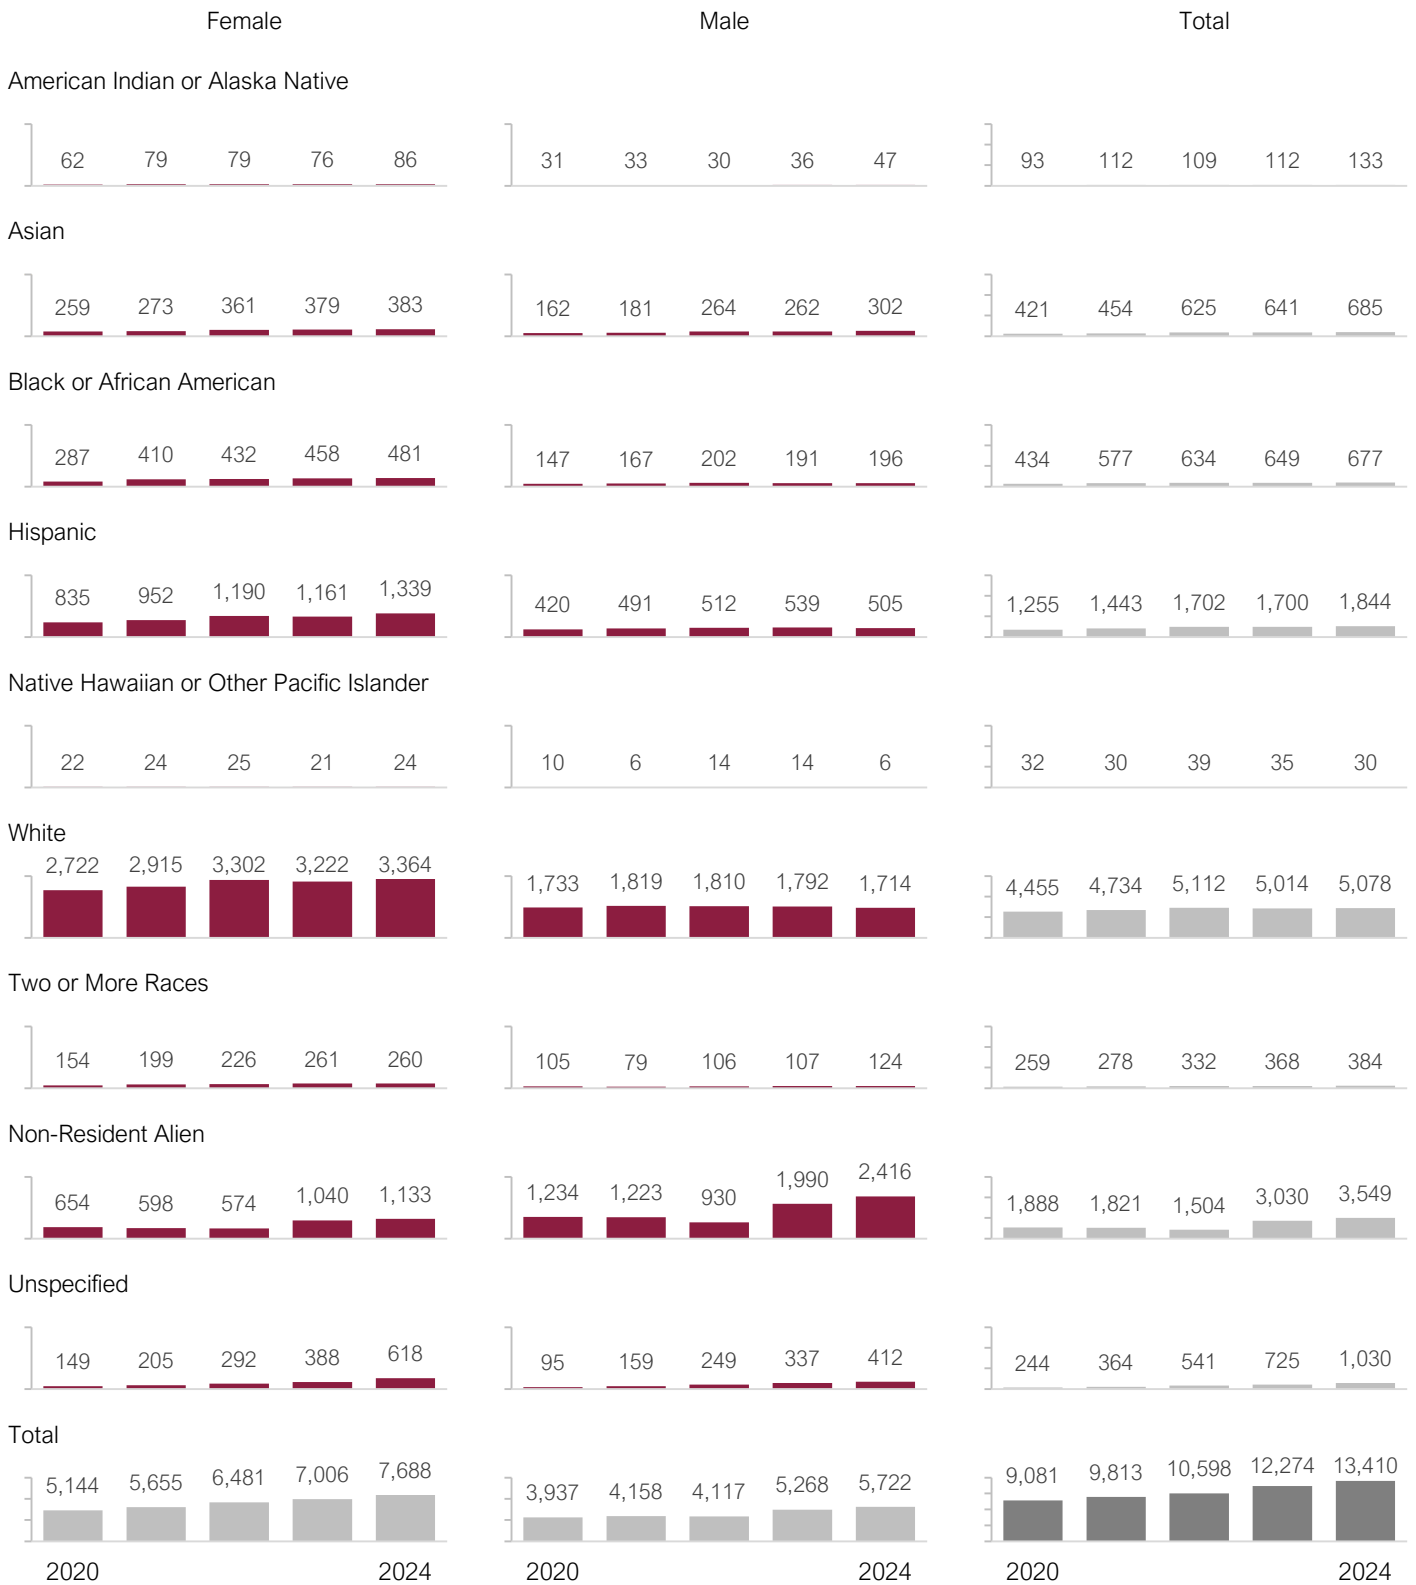 Female Male Total
American Indian or Alaska Native
62 79 79 76 86 31 33 30 36 47 93 112 109 112 133
Asian
259 273 361 379 383 162 181 264 262 302 421 454 625 641 685
Black or African American
287 410 432 458 481 147 167 202 191 196 434 577 634 649 677
Hispanic
835 952 1,190 1,161 1,339 420 491 512 539 505 1,255 1,443 1,702 1,700 1,844
Native Hawaiian or Other Pacific Islander
22 24 25 21 24 10 6 14 14 6 32 30 39 35 30
White
2,722 2,915 3,302 3,222 3,364 1,733 1,819 1,810 1,792 1,714 4,455 4,734 5,112 5,014 5,078
Two or More Races
154 199 226 261 260 105 79 106 107 124 259 278 332 368 384
Non-Resident Alien
654 598 574 1,040 1,133 1,234 1,223 930 1,990 2,416 1,888 1,821 1,504 3,030 3,549
Unspecified
149 205 292 388 618 95 159 249 337 412 244 364 541 725 1,030
Total
5,144 5,655 6,481 7,006 7,688 3,937 4,158 4,117 5,268 5,722 9,081 9,813 10,598 12,274 13,410
2020 2024 2020 2024 2020 2024